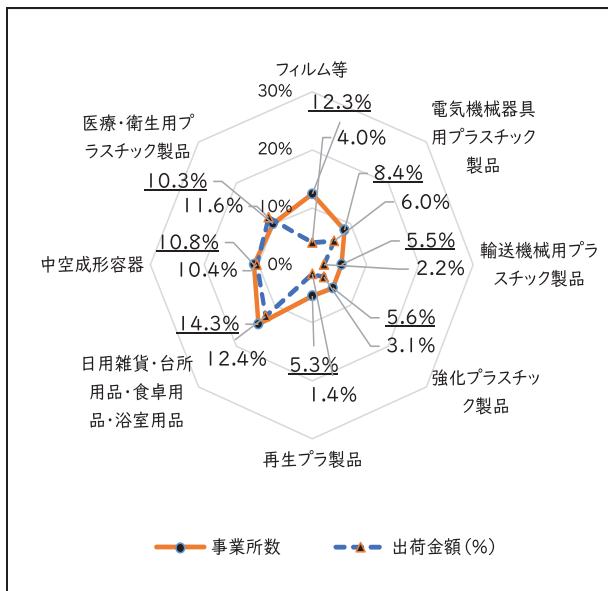 フィルム等
30%
12.3%
4.0%
電気機械器具
用プラスチック
製品
医療・衛生用プ
ラスチック製品
20%
8.4%
10.3%
6.0%
11.6%
10%
10.8%
5.5%
輸送機械用プラ
スチック製品
中空成形容器
0%
10.4%
2.2%
14.3%
5.6%
12.4%
3.1%
日用雑貨・台所
用品・食卓用
品・浴室用品
5.3%
1.4%
強化プラスチッ
ク製品
再生プラ製品
事業所数
出荷金額(%)